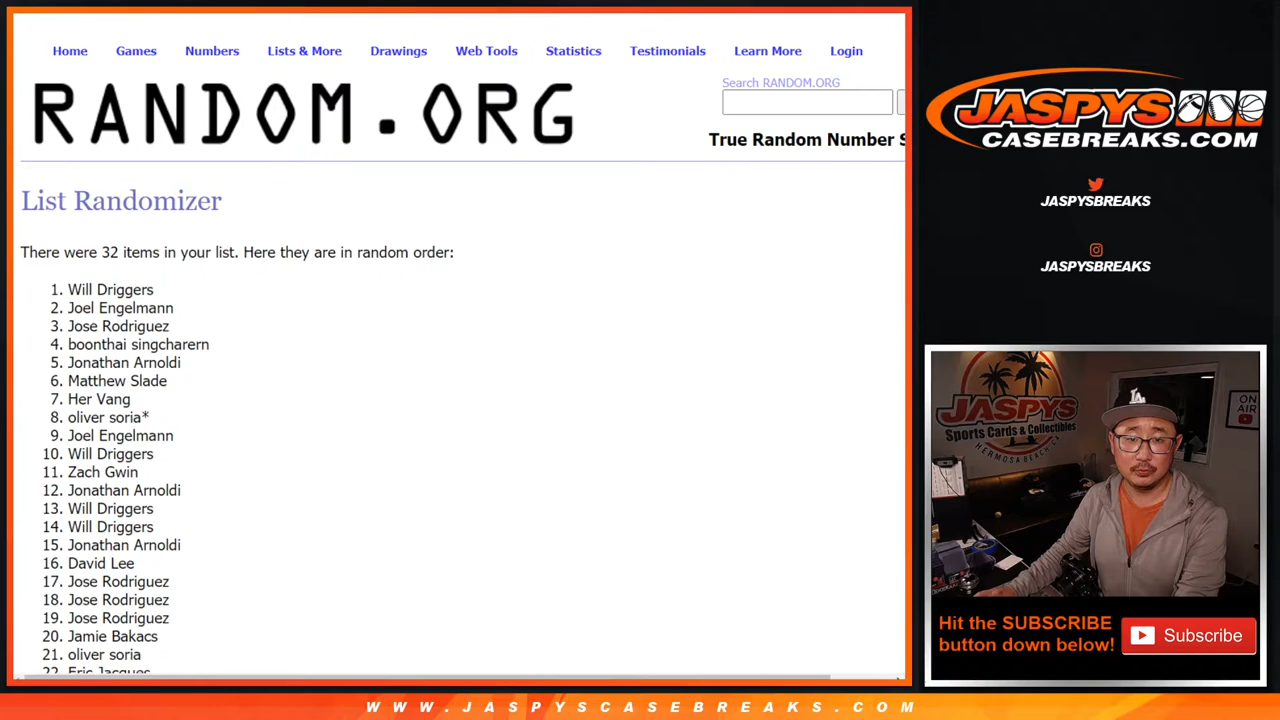 Home Games Numbers Lists & More Drawings Web Tools Statistics Testimonials Learn More Login
RANDOM.ORG
Search RANDOM.ORG
True Random Number S
List Randomizer
There were 32 items in your list. Here they are in random order:
1. Will Driggers
2. Joel Engelmann
3. Jose Rodriguez
4. boonthai singcharern
5. Jonathan Arnoldi
6. Matthew Slade
7. Her Vang
8. oliver soria*
9. Joel Engelmann
10. Will Driggers
11. Zach Gwin
12. Jonathan Arnoldi
13. Will Driggers
14. Will Driggers
15. Jonathan Arnoldi
16. David Lee
17. Jose Rodriguez
18. Jose Rodriguez
19. Jose Rodriguez
20. Jamie Bakacs
21. oliver soria
22. Eric Jacques
JASPYS
CASEBREAKS.COM
JASPYSBREAKS
JASPYSBREAKS
JASPYS
Sports Cards & Collectibles
HERMOSA BEACH, CA
LA
ON
AIR
Hit the SUBSCRIBE
button down below!
Subscribe
WWW.JASPYSCASEBREAKS.COM